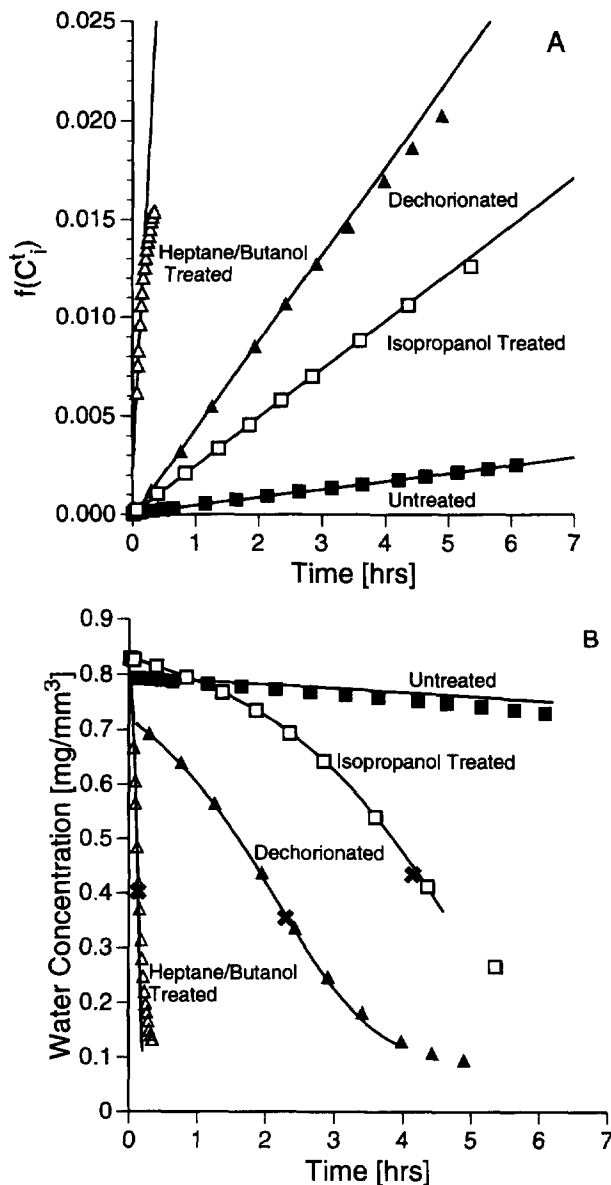 A
0.025
0.020
0.015
0.010
0.005
0.000
f(C_i^t)
Dechorionated
Heptane/Butanol
Treated
Isopropanol Treated
Untreated
0 1 2 3 4 5 6 7
Time [hrs]
B
0.9
0.8
0.7
0.6
0.5
0.4
0.3
0.2
0.1
0
Water Concentration [mg/mm³]
Untreated
Isopropanol Treated
Dechorionated
Heptane/Butanol
Treated
0 1 2 3 4 5 6 7
Time [hrs]